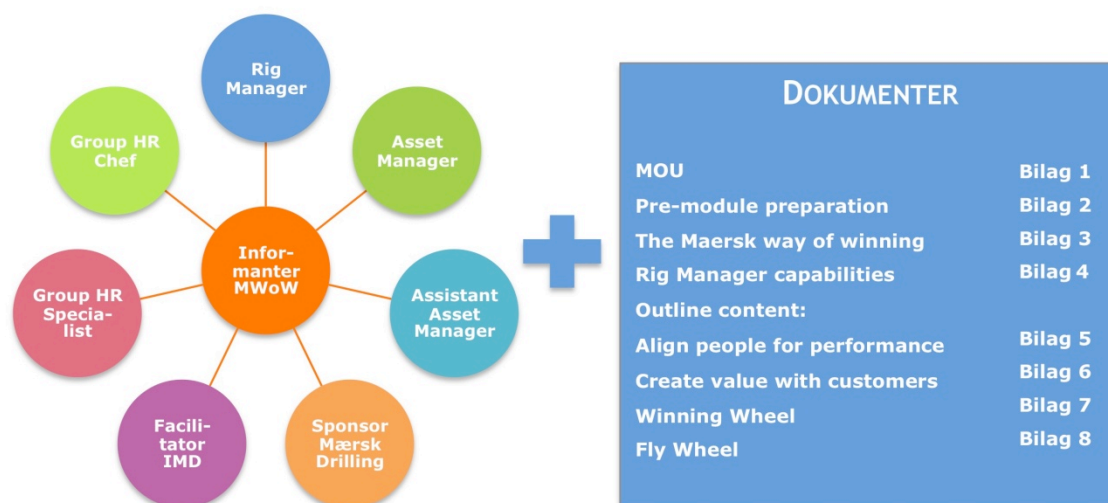 Rig
Manager
Group HR
Chef
Asset
Manager
Infor-
manter
MWoW
Group HR
Specia-
list
Assistant
Asset
Manager
Facili-
tator
IMD
Sponsor
Mærsk
Drilling
DOKUMENTER
MOU Bilag 1
Pre-module preparation Bilag 2
The Maersk way of winning Bilag 3
Rig Manager capabilities Bilag 4
Outline content:
Align people for performance Bilag 5
Create value with customers Bilag 6
Winning Wheel Bilag 7
Fly Wheel Bilag 8